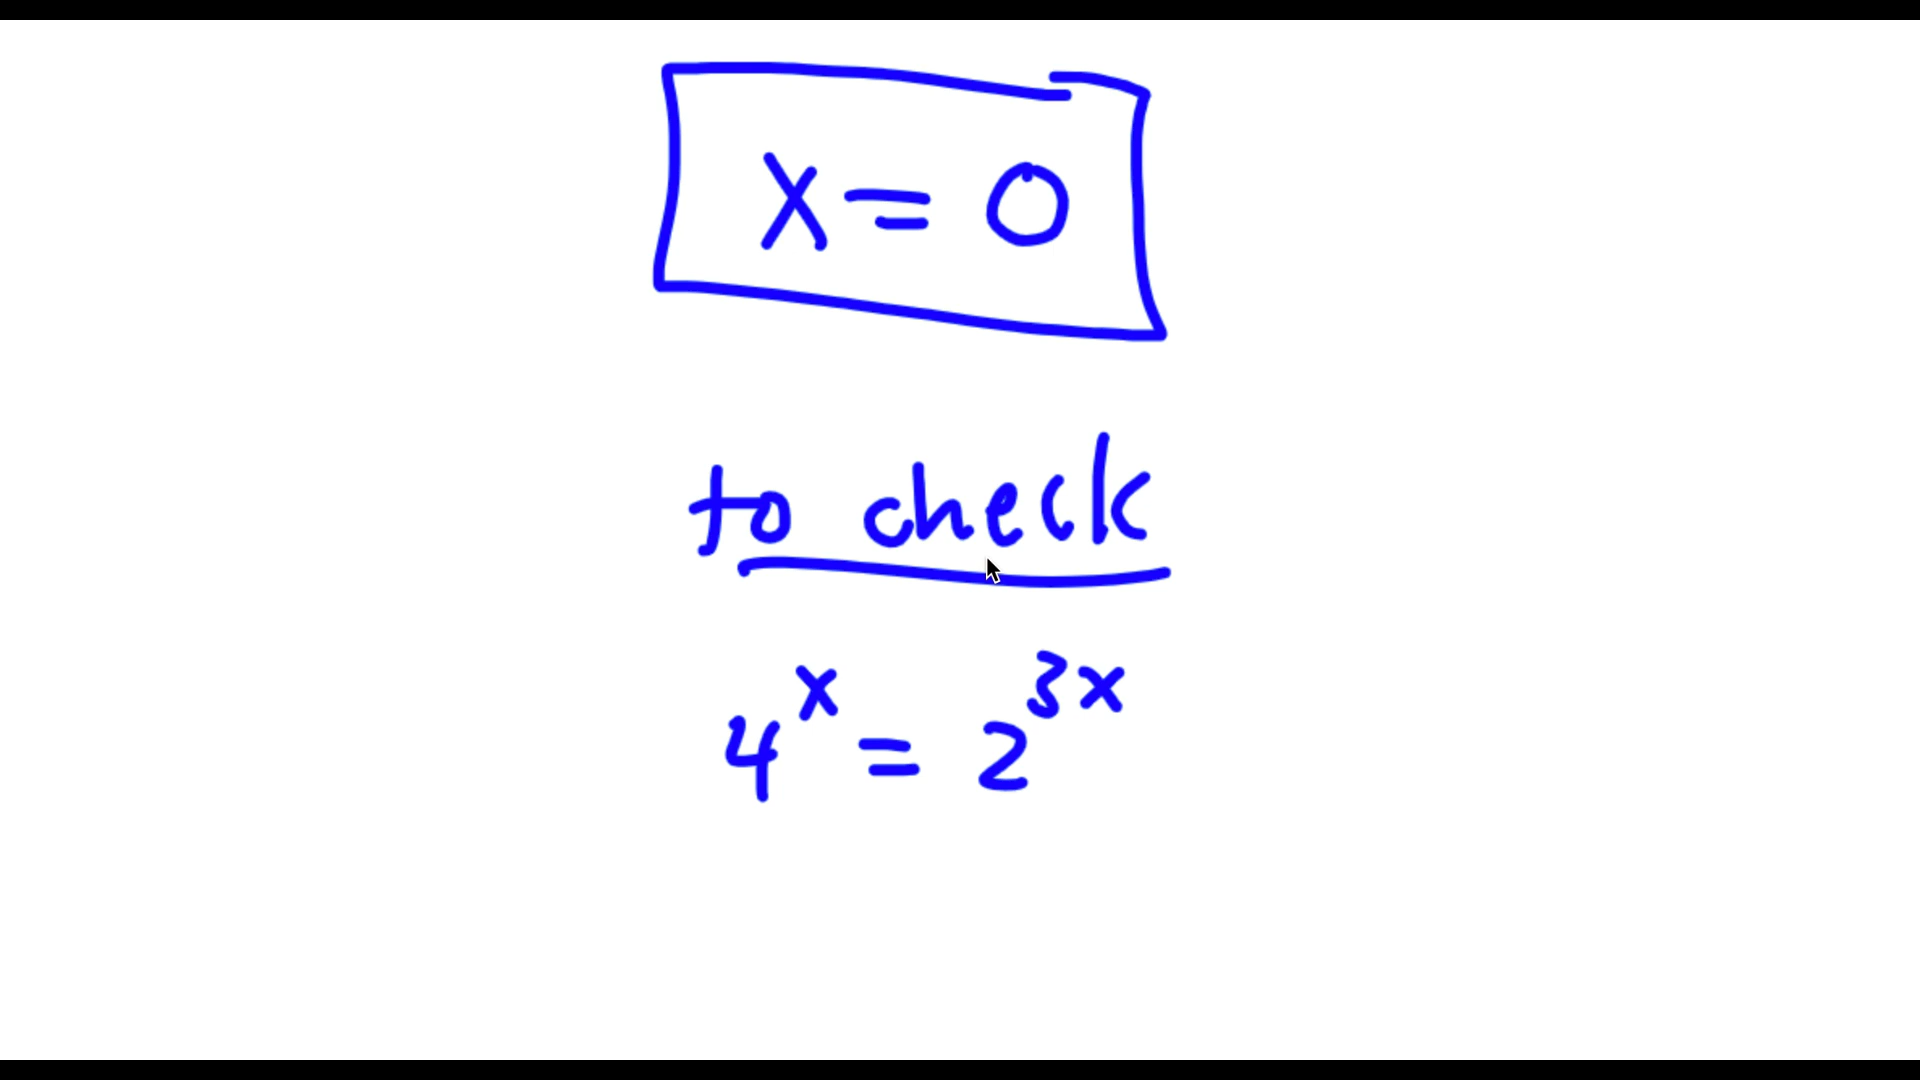 x = 0
to check
4^x = 2^3x